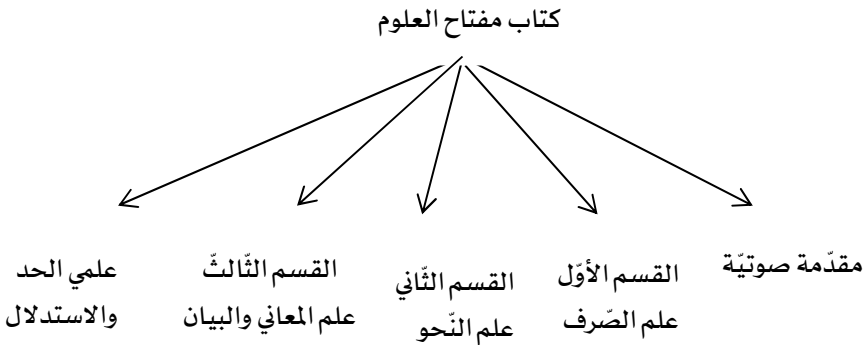 كتاب مفتاح العلوم
مقدّمة صوتيّة
القسم الأوّل
علم الصّرف
القسم الثّاني
علم النّحو
القسم الثّالثّ
علم المعاني والبيان
علمي الحد
والاستدلال